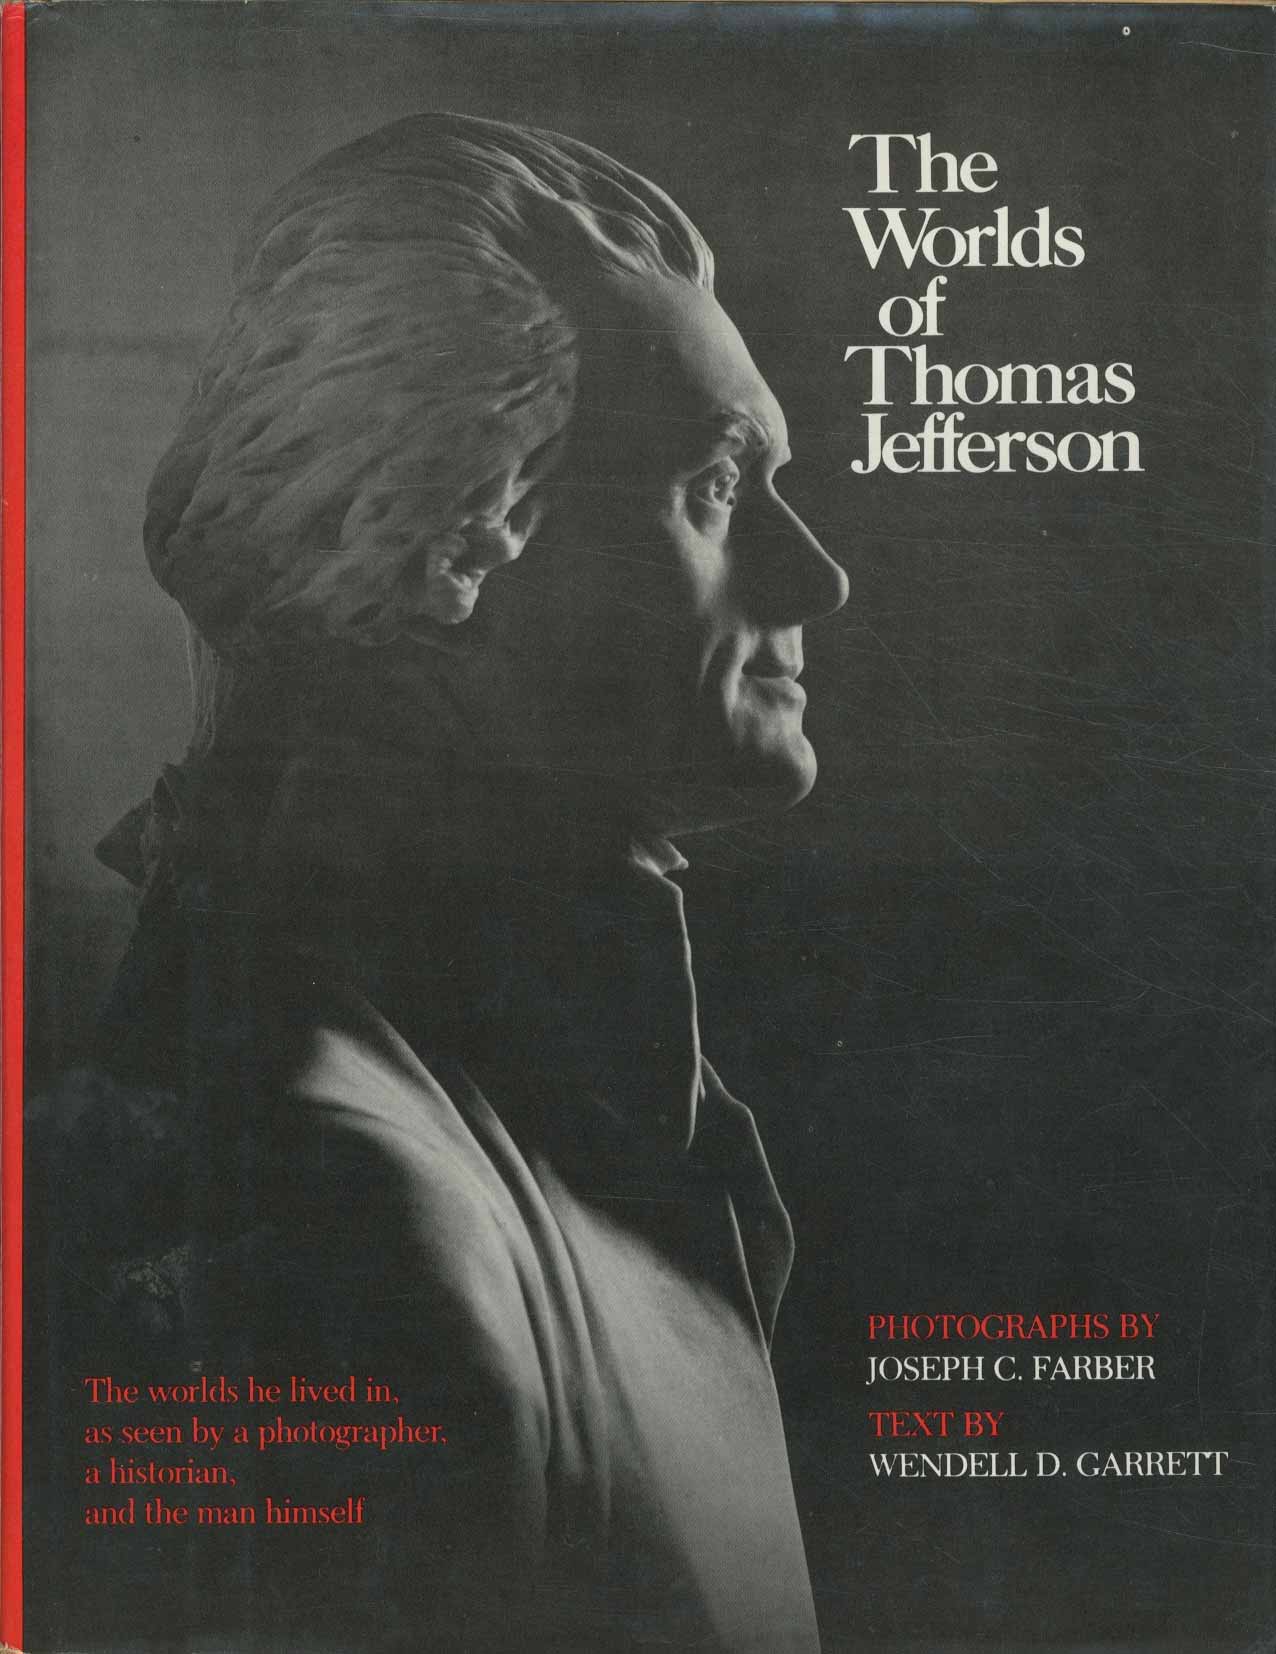 The
Worlds
of
Thomas
Jefferson
PHOTOGRAPHS BY
JOSEPH C. FARBER
TEXT BY
WENDELL D. GARRETT
The worlds he lived in,
as seen by a photographer,
a historian,
and the man himself